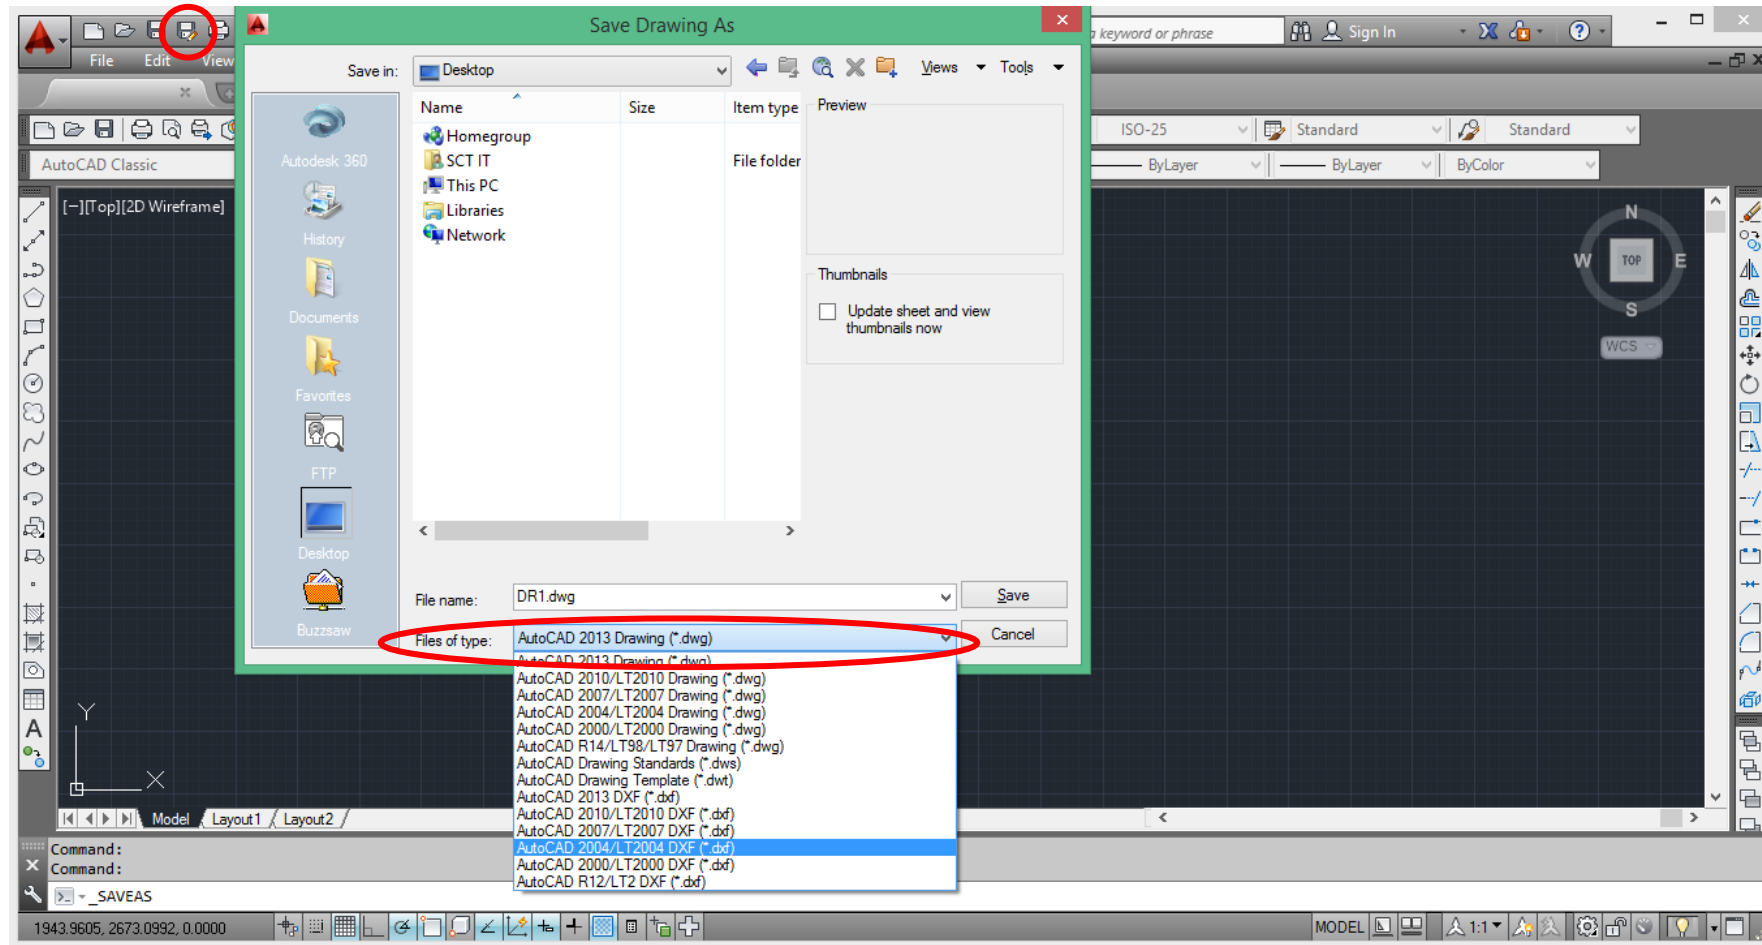 Save Drawing As
keyword or phrase
Sign In
File Edit View
Save in:
Desktop
Views
Tools
Name
Size
Item type
Preview
Homegroup
SCT IT
File folder
This PC
Libraries
Network
Autodesk 360
History
Documents
Favorites
FTP
Desktop
Buzzsaw
Thumbnails
Update sheet and view
thumbnails now
ISO-25
Standard
Standard
AutoCAD Classic
ByLayer
ByLayer
ByColor
[−][Top][2D Wireframe]
N
W
TOP
E
S
WCS
File name:
DR1.dwg
Save
Files of type:
AutoCAD 2013 Drawing (*.dwg)
Cancel
AutoCAD 2013 Drawing (*.dwg)
AutoCAD 2010/LT2010 Drawing (*.dwg)
AutoCAD 2007/LT2007 Drawing (*.dwg)
AutoCAD 2004/LT2004 Drawing (*.dwg)
AutoCAD 2000/LT2000 Drawing (*.dwg)
AutoCAD R14/LT98/LT97 Drawing (*.dwg)
AutoCAD Drawing Standards (*.dws)
AutoCAD Drawing Template (*.dwt)
AutoCAD 2013 DXF (*.dxf)
AutoCAD 2010/LT2010 DXF (*.dxf)
AutoCAD 2007/LT2007 DXF (*.dxf)
AutoCAD 2004/LT2004 DXF (*.dxf)
AutoCAD 2000/LT2000 DXF (*.dxf)
AutoCAD R12/LT2 DXF (*.dxf)
A
Y
X
Model Layout1 Layout2
Command:
Command:
_SAVEAS
1943.9605, 2673.0992, 0.0000
MODEL
1:1